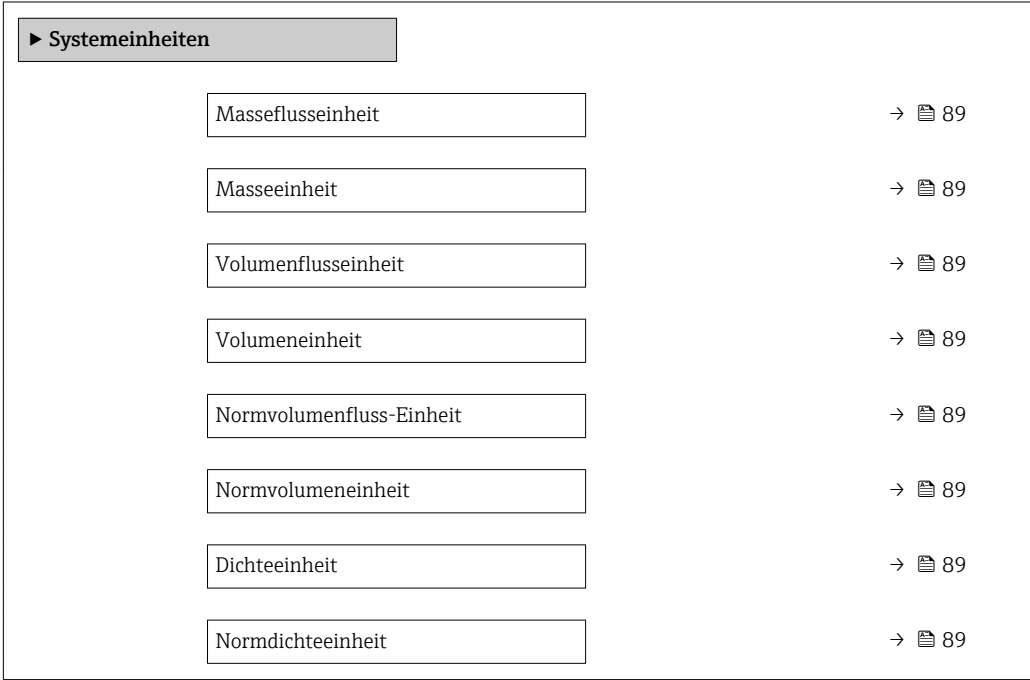 ► Systemeinheiten
Masseflusseinheit → 89
Masseeinheit → 89
Volumenflusseinheit → 89
Volumeneinheit → 89
Normvolumenfluss-Einheit → 89
Normvolumeneinheit → 89
Dichteeinheit → 89
Normdichteeinheit → 89